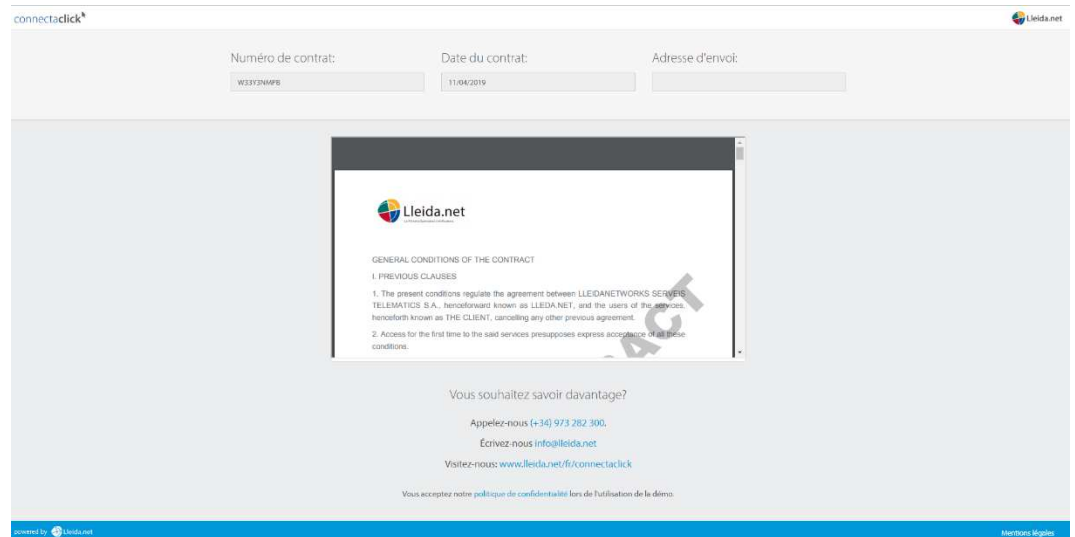 connectaclick
Lleida.net
Numéro de contrat:
Date du contrat:
Adresse d'envoi:
W33Y3NMPB
11/04/2019
Lleida.net
GENERAL CONDITIONS OF THE CONTRACT
I. PREVIOUS CLAUSES
1. The present conditions regulate the agreement between LLEIDANETWORKS SERVEIS
TELEMATICS S.A., henceforward known as LLEDA.NET, and the users of the services,
henceforth known as THE CLIENT, cancelling any other previous agreement.
2. Access for the first time to the said services presupposes express acceptance of all these
conditions.
ACT
Vous souhaitez savoir davantage?
Appelez-nous (+34) 973 282 300.
Écrivez-nous info@lleida.net
Visitez-nous: www.lleida.net/fr/connectaclick
Vous acceptez notre politique de confidentialité lors de l'utilisation de la démo.
powered by Lleida.net
Mentions légales